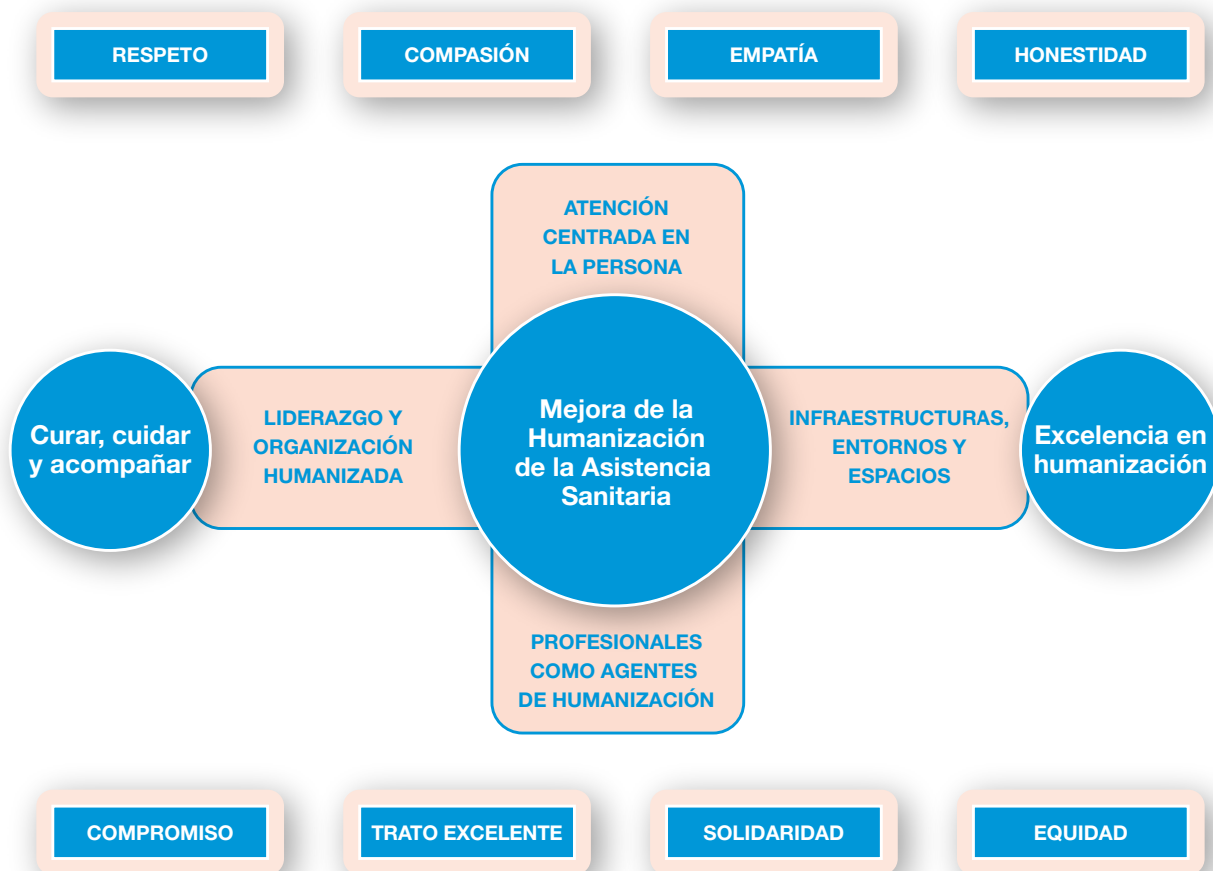 RESPETO
COMPASIÓN
EMPATÍA
HONESTIDAD
ATENCIÓN
CENTRADA EN
LA PERSONA
Curar, cuidar
y acompañar
LIDERAZGO Y
ORGANIZACIÓN
HUMANIZADA
Mejora de la
Humanización
de la Asistencia
Sanitaria
INFRAESTRUCTURAS,
ENTORNOS Y
ESPACIOS
Excelencia en
humanización
PROFESIONALES
COMO AGENTES
DE HUMANIZACIÓN
COMPROMISO
TRATO EXCELENTE
SOLIDARIDAD
EQUIDAD